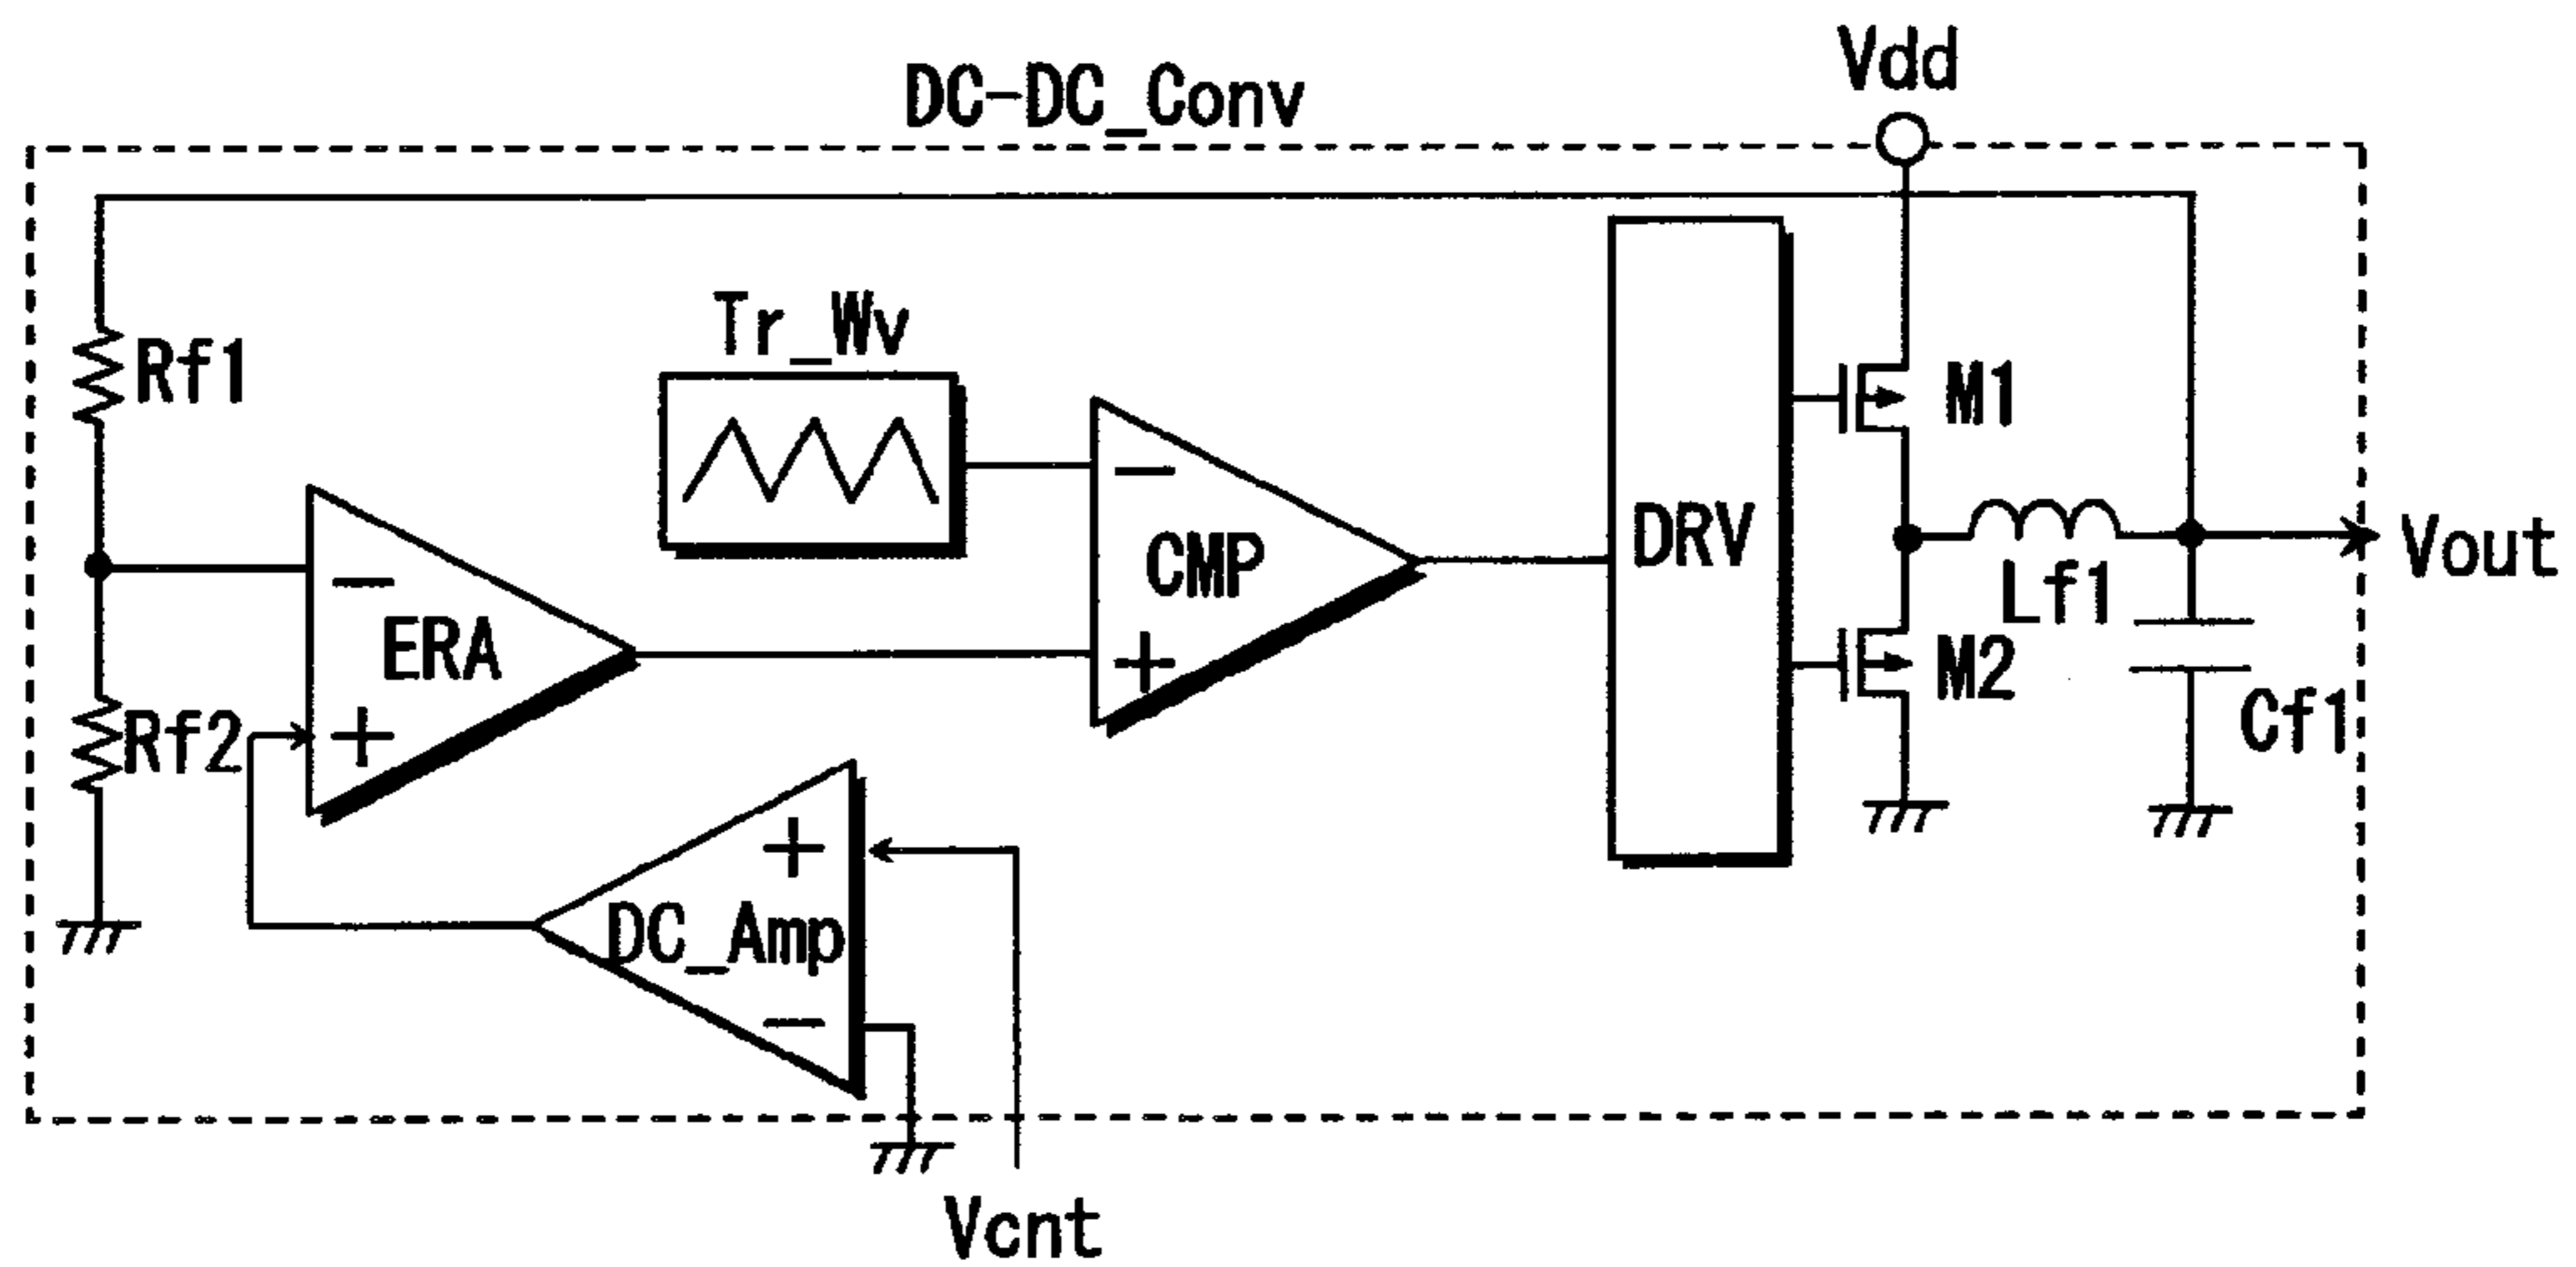 Vdd
DC-DC_Conv
Tr_Wv
Rf1
M1
−
CMP
DRV
Vout
−
Lf1
ERA
+
M2
Rf2
+
Cf1
+
DC_Amp
−
Vcnt